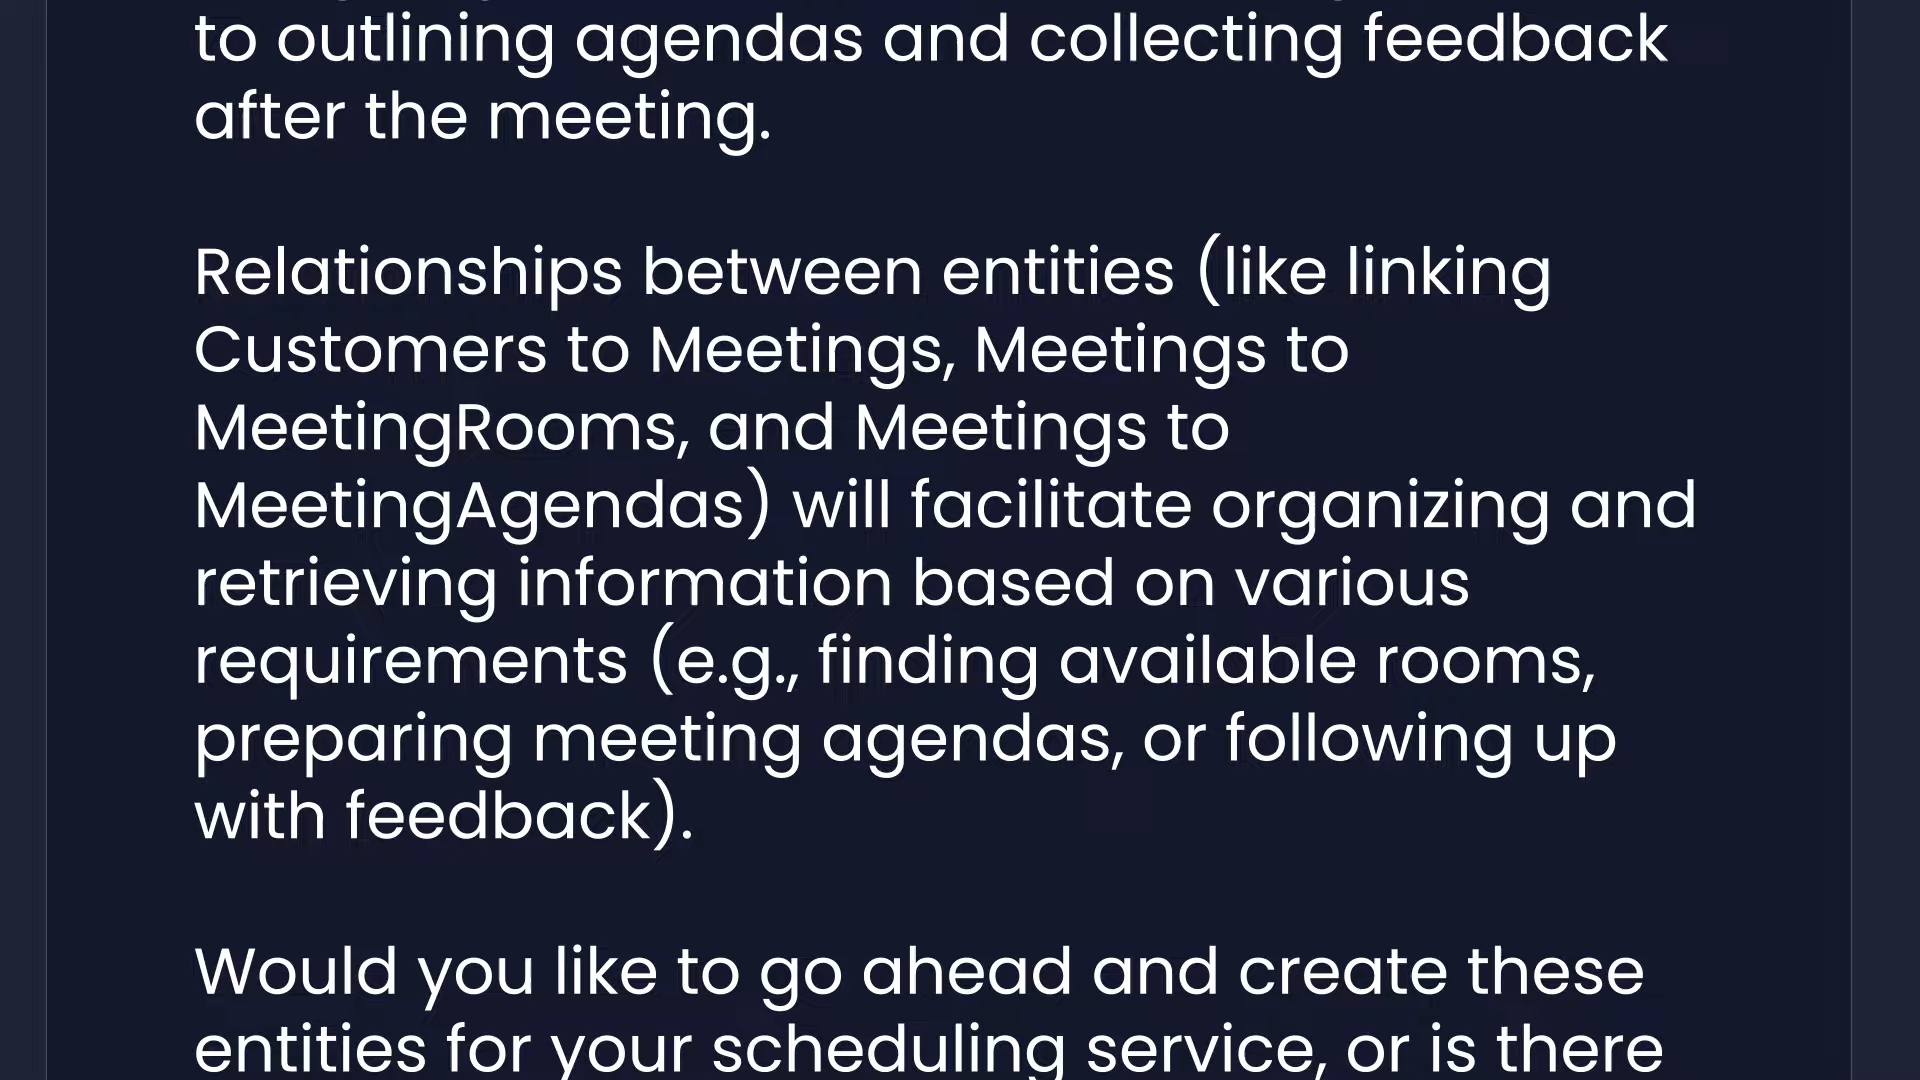 to outlining agendas and collecting feedback
after the meeting.
Relationships between entities (like linking
Customers to Meetings, Meetings to
MeetingRooms, and Meetings to
MeetingAgendas) will facilitate organizing and
retrieving information based on various
requirements (e.g., finding available rooms,
preparing meeting agendas, or following up
with feedback).
Would you like to go ahead and create these
entities for your scheduling service, or is there